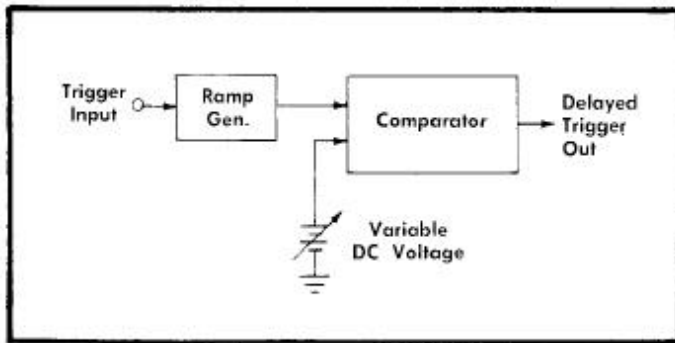 Trigger
Input
Ramp
Gen.
Comparator
Delayed
Trigger
Out
Variable
DC Voltage